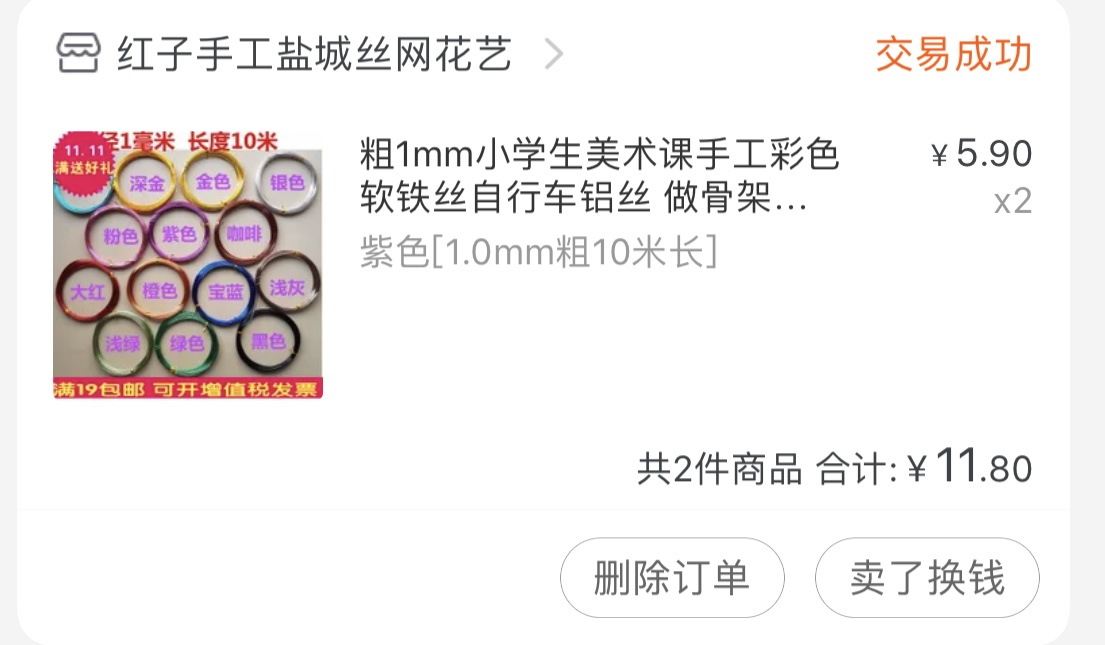 红子手工盐城丝网花艺
交易成功
径1毫米 长度10米
11.11
满送好礼
深金
金色
银色
粉色
紫色
咖啡
大红
橙色
宝蓝
浅灰
浅绿
绿色
黑色
满19包邮 可开增值税发票
粗1mm小学生美术课手工彩色
软铁丝自行车铝丝 做骨架...
紫色[1.0mm粗10米长]
¥5.90
x2
共2件商品 合计:¥11.80
删除订单
卖了换钱